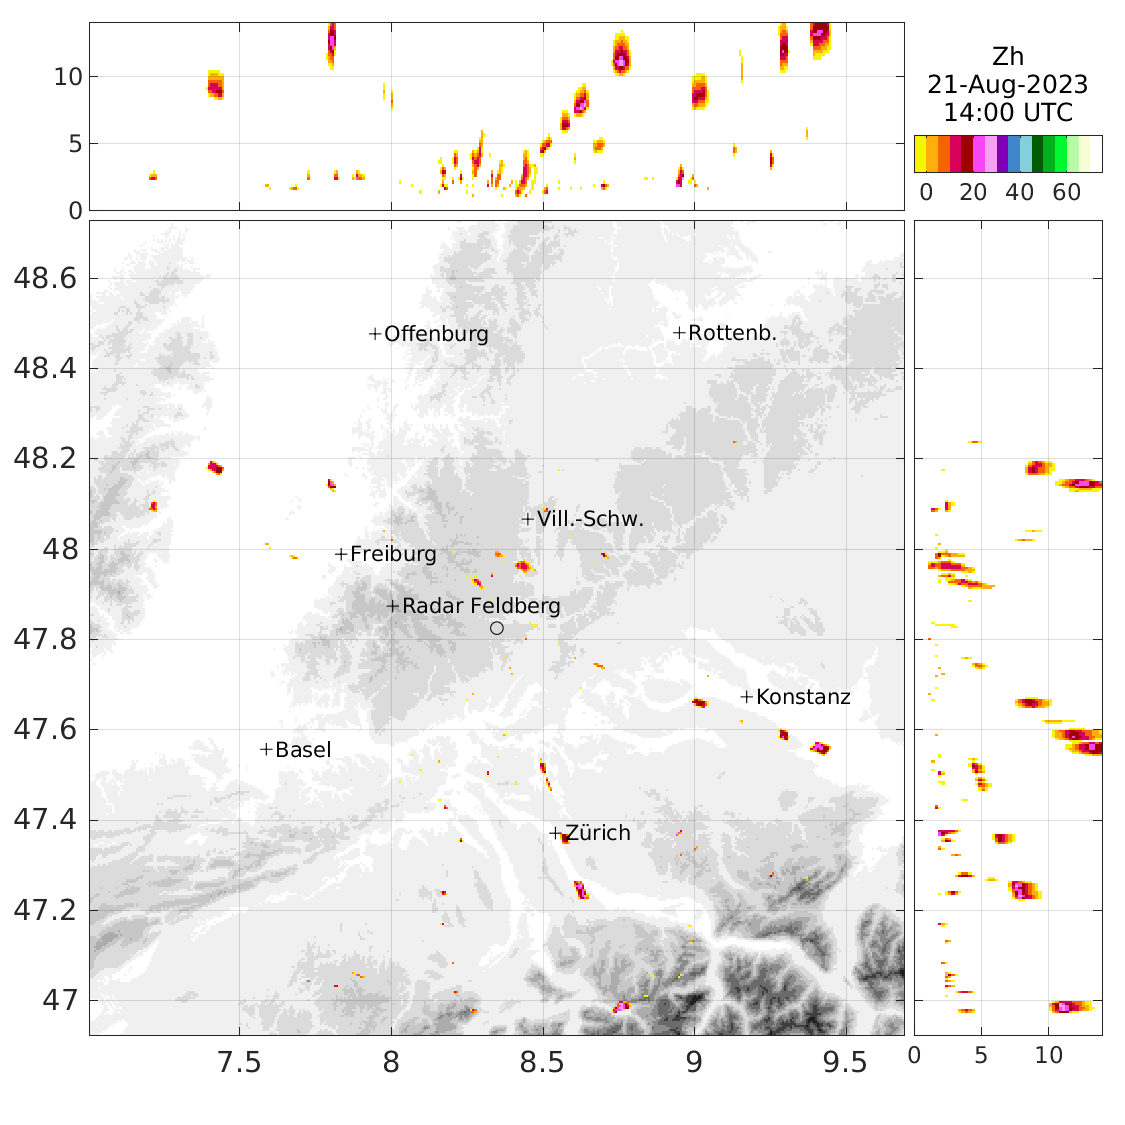 10
5
0
Zh
21-Aug-2023
14:00 UTC
0 20 40 60
48.6
48.4
48.2
48
47.8
47.6
47.4
47.2
47
+Offenburg
+Rottenb.
+Vill.-Schw.
+Freiburg
+Radar Feldberg
+Konstanz
+Basel
+Zürich
7.5 8 8.5 9 9.5
0 5 10